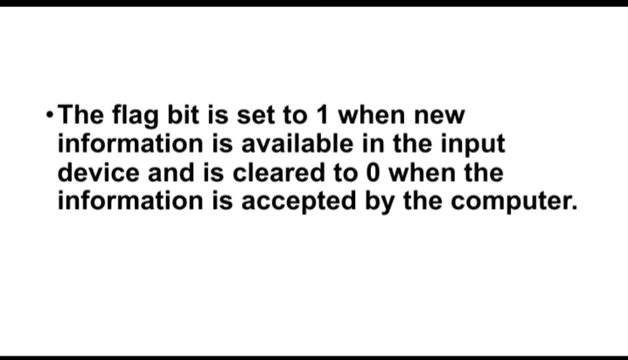 •The flag bit is set to 1 when new
information is available in the input
device and is cleared to 0 when the
information is accepted by the computer.